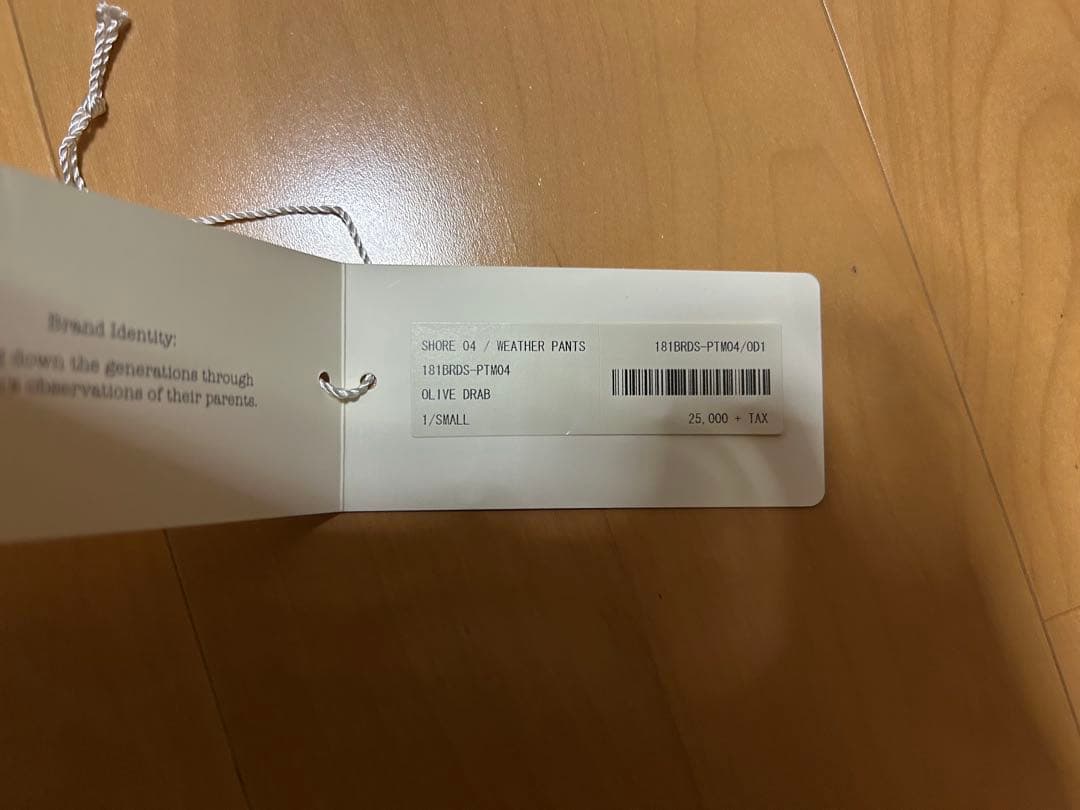 Brand Identity:
down the generations through
observations of their parents.
SHORE 04 / WEATHER PANTS
181BRDS-PTM04
OLIVE DRAB
1/SMALL
181BRDS-PTM04/OD1
25,000 + TAX